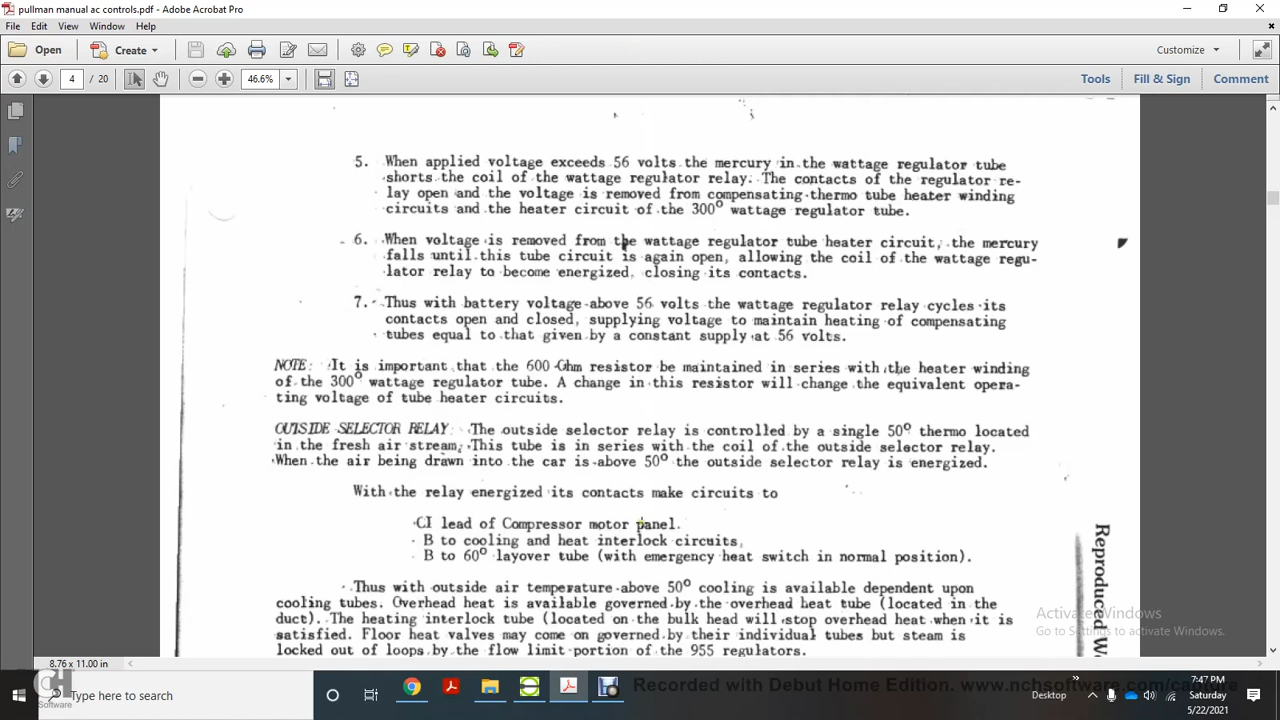 pullman manual ac controls.pdf - Adobe Acrobat Pro
File Edit View Window Help
Open Create Customize
4 / 20 46.6% Tools Fill & Sign Comment
5. When applied voltage exceeds 56 volts the mercury in the wattage regulator tube
shorts the coil of the wattage regulator relay. The contacts of the regulator re-
lay open and the voltage is removed from compensating thermo tube heater winding
circuits and the heater circuit of the 300° wattage regulator tube.
6. When voltage is removed from the wattage regulator tube heater circuit, the mercury
falls until this tube circuit is again open, allowing the coil of the wattage regu-
lator relay to become energized, closing its contacts.
7. Thus with battery voltage above 56 volts the wattage regulator relay cycles its
contacts open and closed, supplying voltage to maintain heating of compensating
tubes equal to that given by a constant supply at 56 volts.
NOTE: It is important that the 600 Ohm resistor be maintained in series with the heater winding
of the 300° wattage regulator tube. A change in this resistor will change the equivalent opera-
ting voltage of tube heater circuits.
OUTSIDE SELECTOR RELAY: The outside selector relay is controlled by a single 50° thermo located
in the fresh air stream, This tube is in series with the coil of the outside selector relay.
When the air being drawn into the car is above 50° the outside selector relay is energized.
With the relay energized its contacts make circuits to
CI lead of Compressor motor panel.
B to cooling and heat interlock circuits,
B to 60° layover tube (with emergency heat switch in normal position).
Thus with outside air temperature above 50° cooling is available dependent upon
cooling tubes. Overhead heat is available governed by the overhead heat tube (located in the
duct). The heating interlock tube (located on the bulk head will stop overhead heat when it is
satisfied. Floor heat valves may come on governed by their individual tubes but steam is
locked out of loops by the flow limit portion of the 955 regulators.
Reproduced
Activate Windows
Go to Settings to activate Windows.
8.76 x 11.00 in
CH
Software
Type here to search
Recorded with Debut Home Edition. www.nchsoftware.com/capture
Desktop
7:47 PM
Saturday
5/22/2021